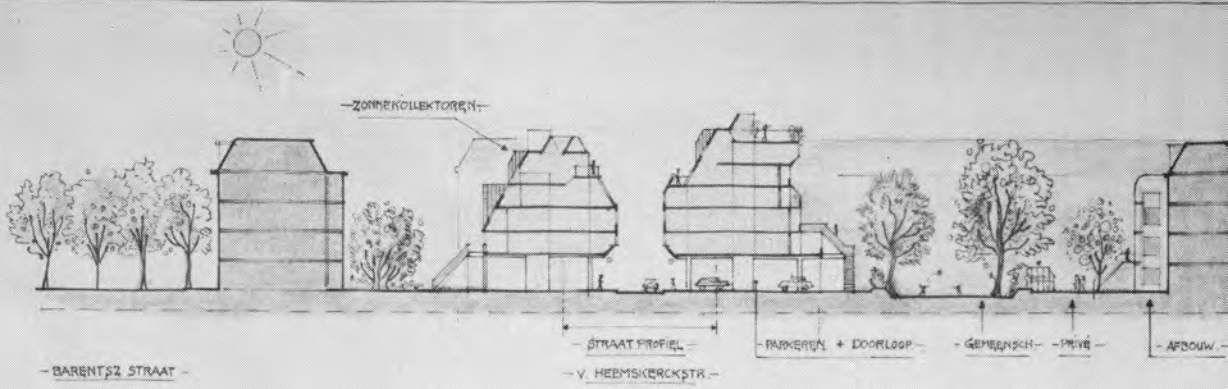 -ZONNEKOLLEKTOREN-
-STRAAT PROFIEL-
-PARKEREN + DOORLOOP-
-GEMEENSCH-
-PRIVÉ
-AFBOUW-
-BARENTSZ STRAAT-
-V. HEEMSKERCKSTR.-